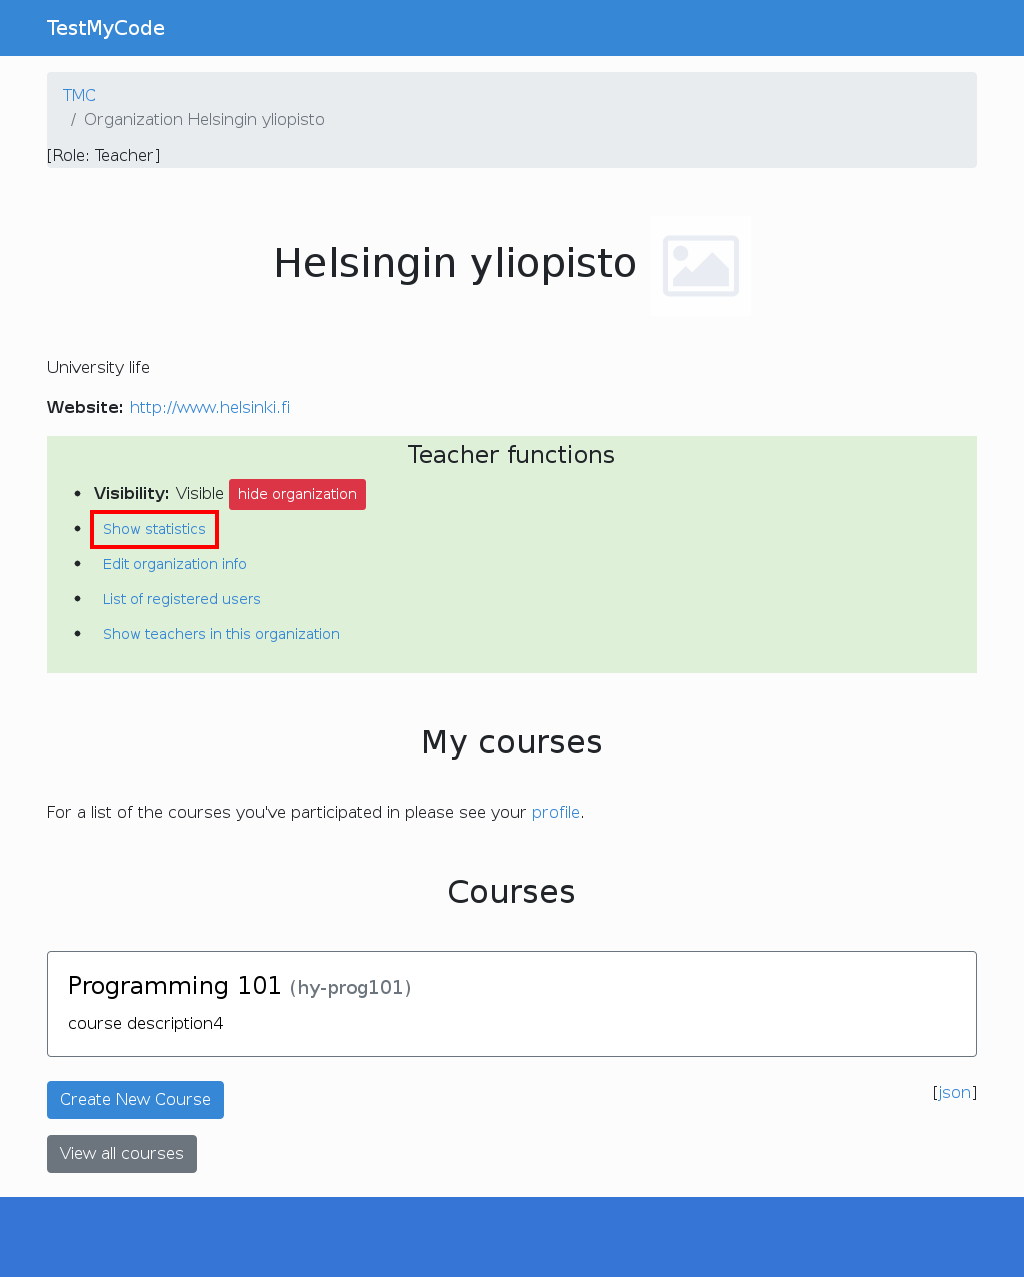 TestMyCode
TMC
/ Organization Helsingin yliopisto
[Role: Teacher]
Helsingin yliopisto
University life
Website: http://www.helsinki.fi
Teacher functions
Visibility: Visible hide organization
Show statistics
Edit organization info
List of registered users
Show teachers in this organization
My courses
For a list of the courses you've participated in please see your profile.
Courses
Programming 101 (hy-prog101)
course description4
Create New Course [json]
View all courses